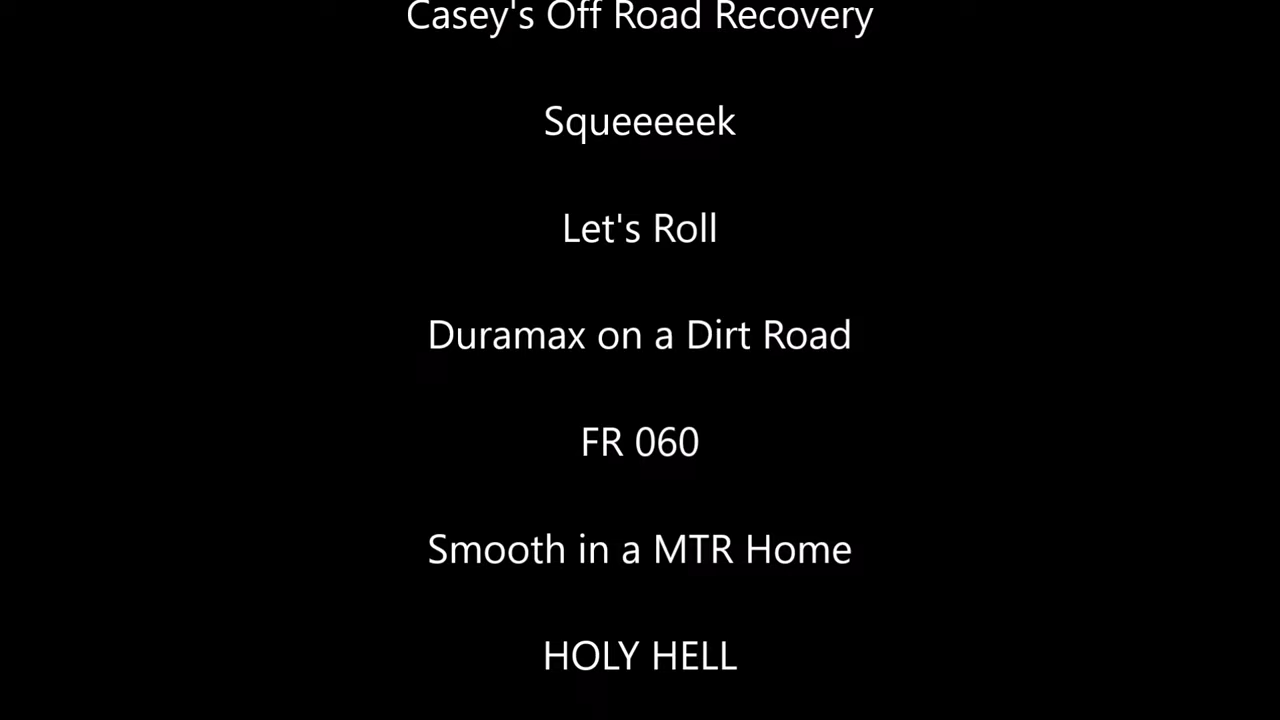 Casey's Off Road Recovery
Squeeeeek
Let's Roll
Duramax on a Dirt Road
FR 060
Smooth in a MTR Home
HOLY HELL